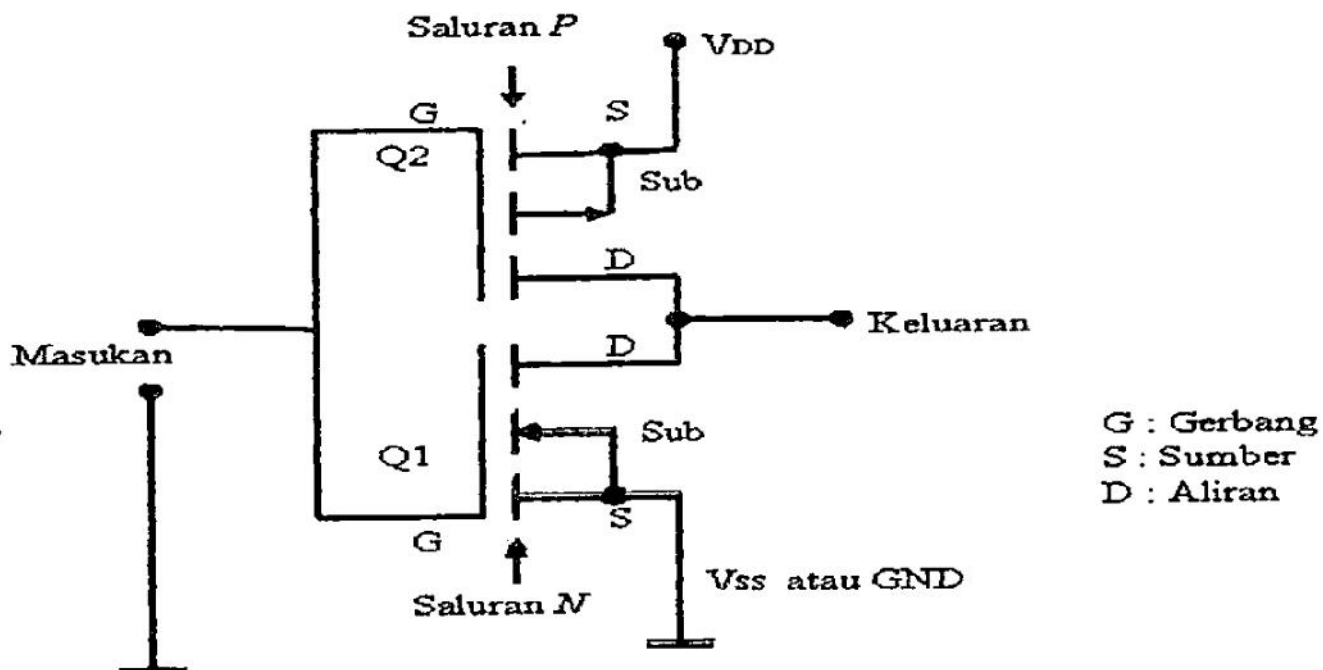 Saluran P
VDD
G
S
Q2
Sub
D
Masukan
Keluaran
D
Q1
Sub
G
S
Vss atau GND
Saluran N
G : Gerbang
S : Sumber
D : Aliran